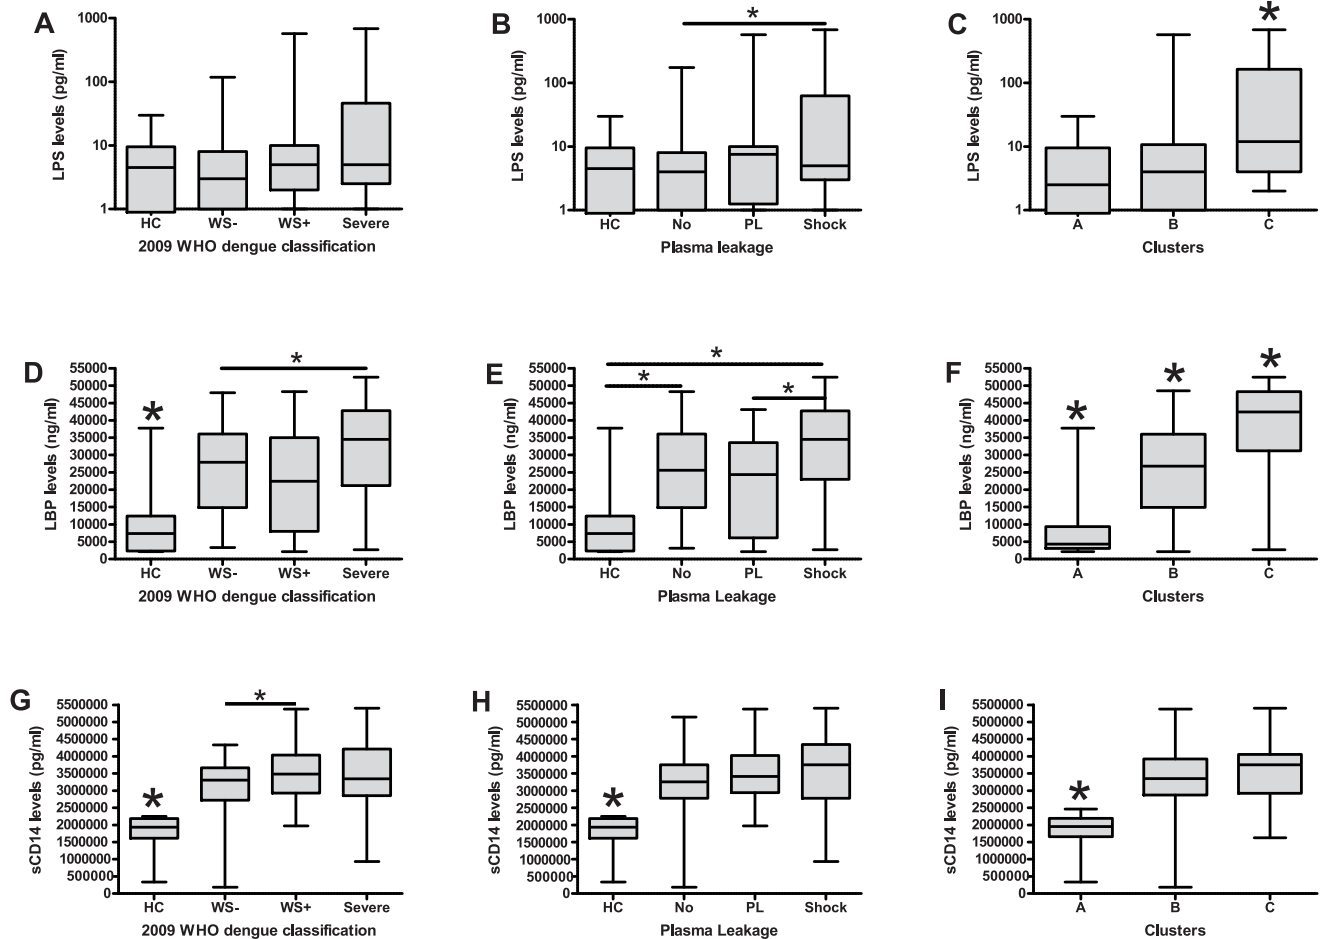 A
LPS levels (pg/ml)
1000
100
10
1
HC WS- WS+ Severe
2009 WHO dengue classification
B
*
LPS levels (pg/ml)
1000
100
10
1
HC No PL Shock
Plasma leakage
C
*
LPS levels (pg/ml)
1000
100
10
1
A B C
Clusters
D
*
*
LBP levels (ng/ml)
55000
50000
45000
40000
35000
30000
25000
20000
15000
10000
5000
0
HC WS- WS+ Severe
2009 WHO dengue classification
E
*
*
*
LBP levels (ng/ml)
55000
50000
45000
40000
35000
30000
25000
20000
15000
10000
5000
0
HC No PL Shock
Plasma Leakage
F
*
*
*
LBP levels (ng/ml)
55000
50000
45000
40000
35000
30000
25000
20000
15000
10000
5000
0
A B C
Clusters
G
*
*
sCD14 levels (pg/ml)
5500000
5000000
4500000
4000000
3500000
3000000
2500000
2000000
1500000
1000000
500000
0
HC WS- WS+ Severe
2009 WHO dengue classification
H
*
sCD14 levels (pg/ml)
5500000
5000000
4500000
4000000
3500000
3000000
2500000
2000000
1500000
1000000
500000
0
HC No PL Shock
Plasma Leakage
I
*
sCD14 levels (pg/ml)
5500000
5000000
4500000
4000000
3500000
3000000
2500000
2000000
1500000
1000000
500000
0
A B C
Clusters